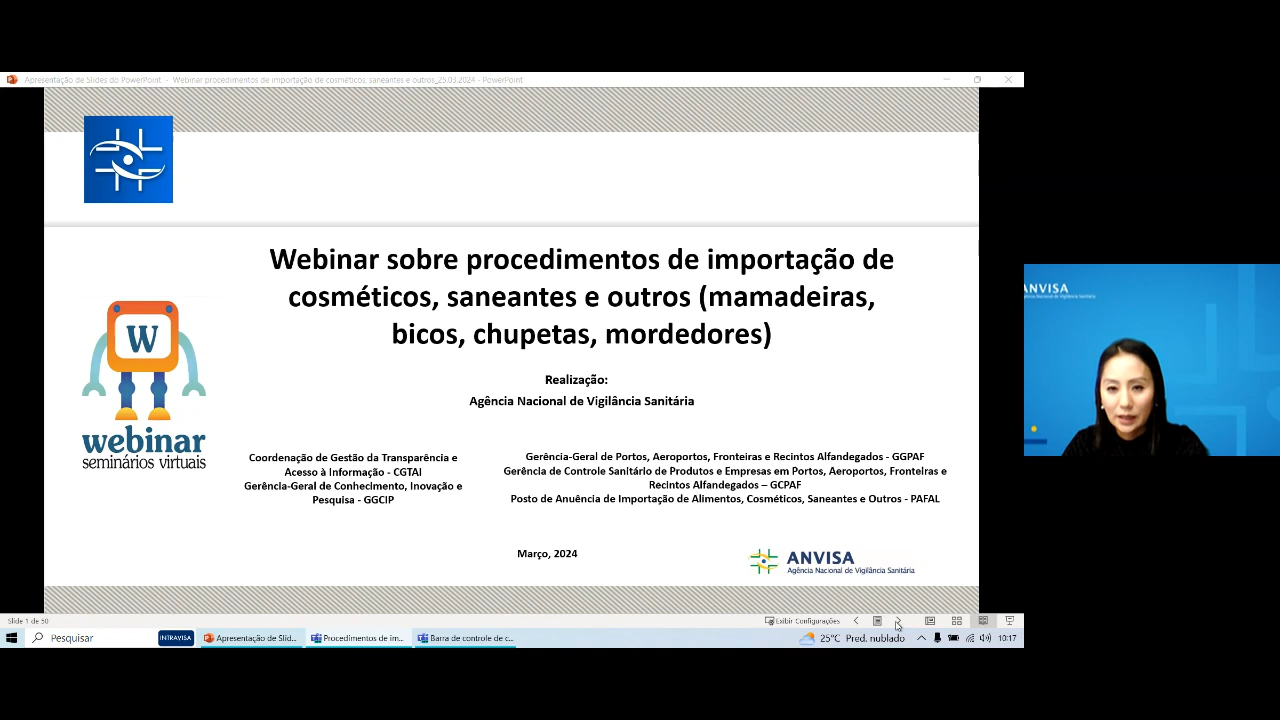 Apresentação de Slides do PowerPoint - Webinar procedimentos de importação de cosméticos, saneantes e outros_25.03.2024 - PowerPoint
Webinar sobre procedimentos de importação de
cosméticos, saneantes e outros (mamadeiras,
bicos, chupetas, mordedores)
W
webinar
seminários virtuais
Realização:
Agência Nacional de Vigilância Sanitária
Coordenação de Gestão da Transparência e
Acesso à Informação - CGTAI
Gerência-Geral de Conhecimento, Inovação e
Pesquisa - GGCIP
Gerência-Geral de Portos, Aeroportos, Fronteiras e Recintos Alfandegados - GGPAF
Gerência de Controle Sanitário de Produtos e Empresas em Portos, Aeroportos, Fronteiras e
Recintos Alfandegados – GCPAF
Posto de Anuência de Importação de Alimentos, Cosméticos, Saneantes e Outros - PAFAL
Março, 2024
ANVISA
Agência Nacional de Vigilância Sanitária
ANVISA
Agência Nacional de Vigilância Sanitária
Slide 1 de 50
Exibir Configurações
Pesquisar
INTRAVISA
Apresentação de Slid...
Procedimentos de im...
Barra de controle de c...
25°C Pred. nublado
10:17